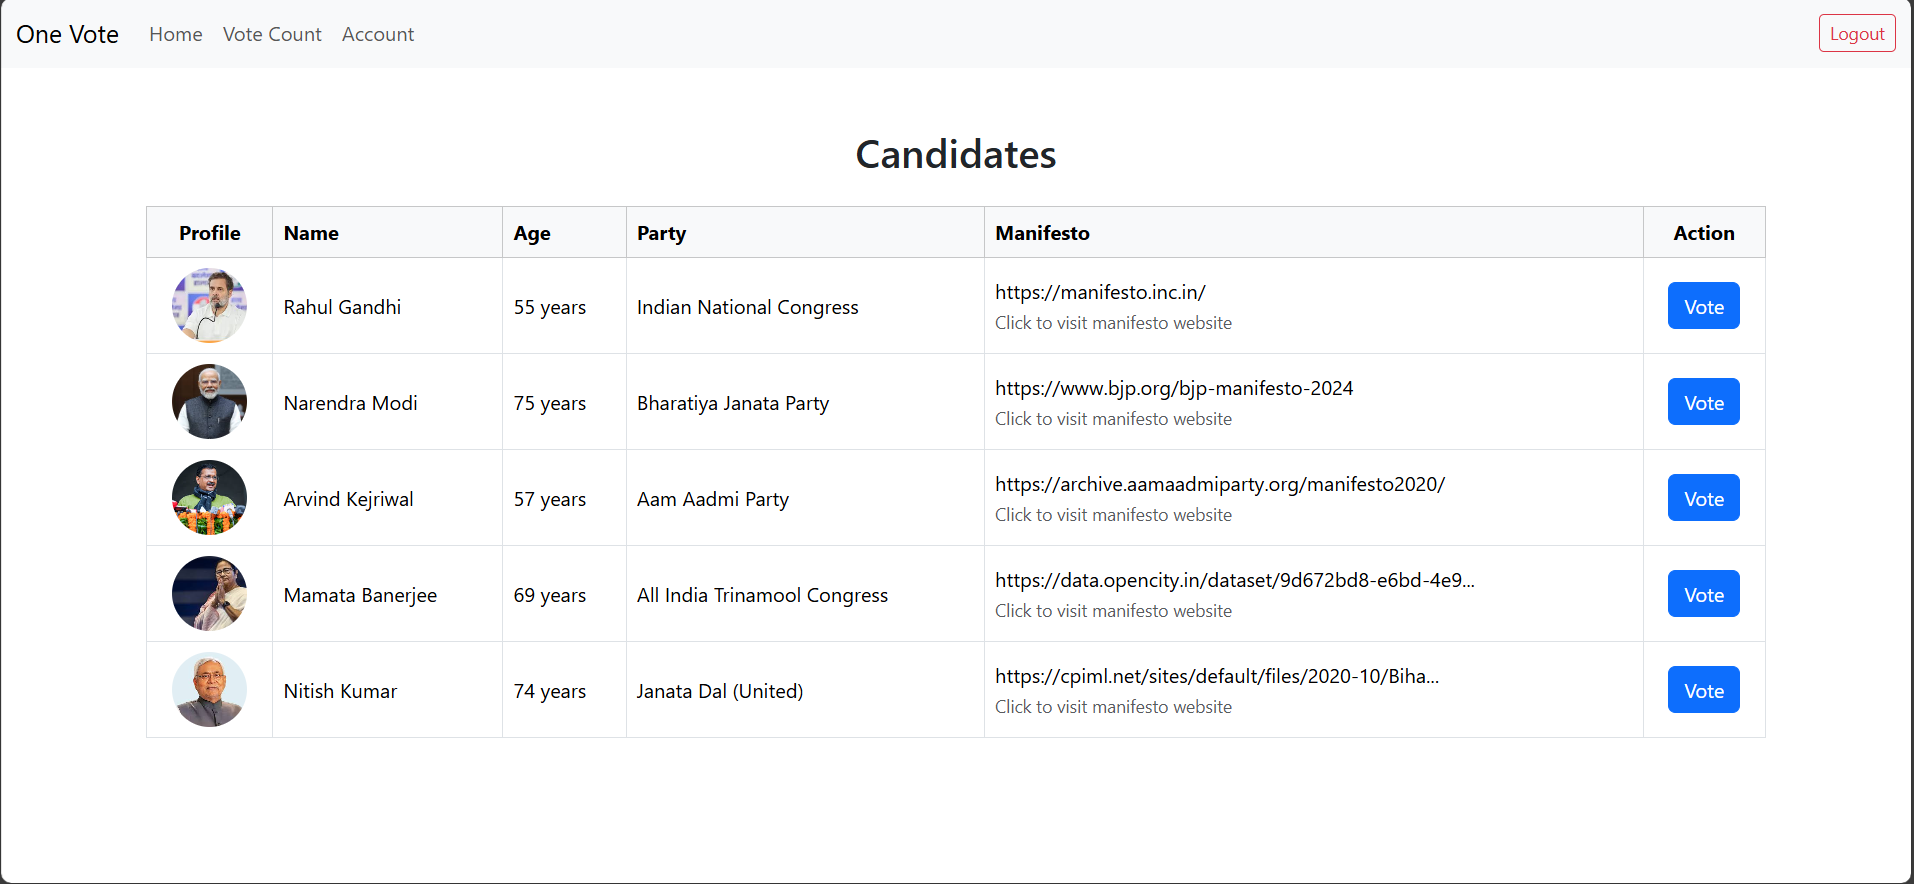 One Vote Home Vote Count Account Logout
Candidates
Profile Name Age Party Manifesto Action
Rahul Gandhi 55 years Indian National Congress https://manifesto.inc.in/ Vote
Click to visit manifesto website
Narendra Modi 75 years Bharatiya Janata Party https://www.bjp.org/bjp-manifesto-2024 Vote
Click to visit manifesto website
Arvind Kejriwal 57 years Aam Aadmi Party https://archive.aamaadmiparty.org/manifesto2020/ Vote
Click to visit manifesto website
Mamata Banerjee 69 years All India Trinamool Congress https://data.opencity.in/dataset/9d672bd8-e6bd-4e9... Vote
Click to visit manifesto website
Nitish Kumar 74 years Janata Dal (United) https://cpiml.net/sites/default/files/2020-10/Biha... Vote
Click to visit manifesto website